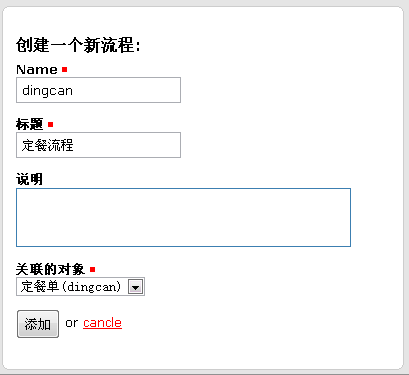 创建一个新流程:
Name
dingcan
标题
定餐流程
说明
关联的对象
定餐单(dingcan)
添加 or cancle